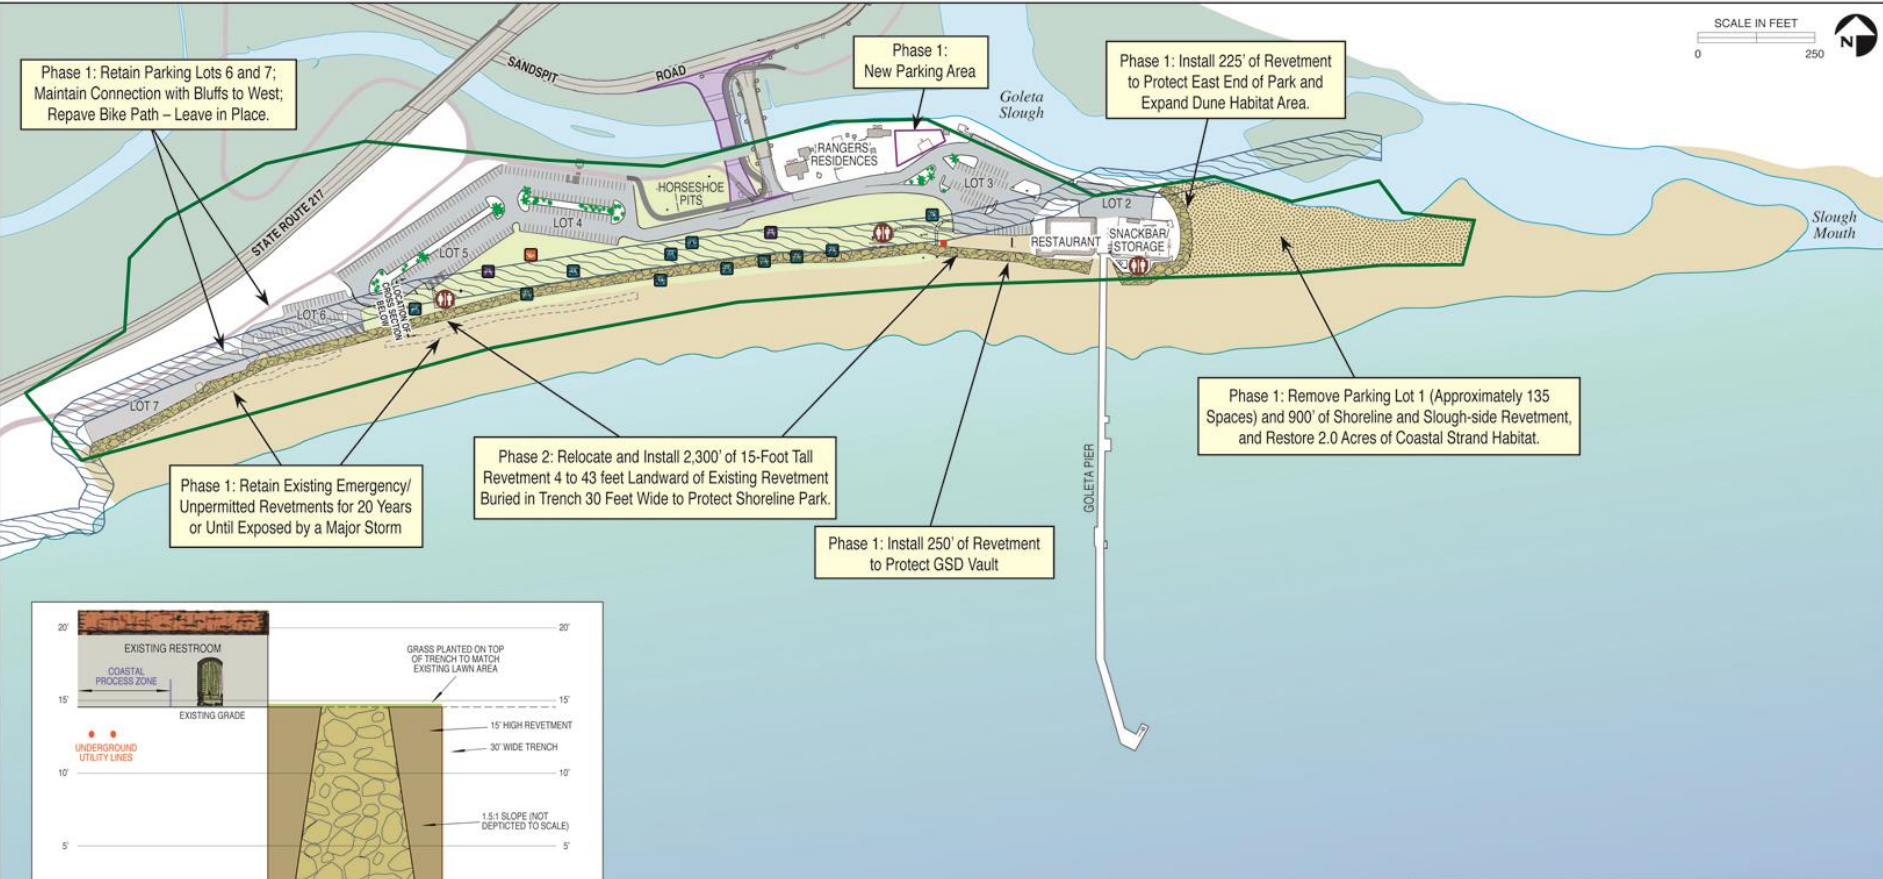 SCALE IN FEET
0 250
N
Phase 1: Retain Parking Lots 6 and 7;
Maintain Connection with Bluffs to West;
Repave Bike Path – Leave in Place.
Phase 1:
New Parking Area
Phase 1: Install 225' of Revetment
to Protect East End of Park and
Expand Dune Habitat Area.
SANDSPIT ROAD
Goleta
Slough
STATE ROUTE 217
RANGERS'
RESIDENCES
HORSESHOE
PITS
LOT 3
LOT 2
LOT 4
LOT 5
LOT 6
LOT 7
RESTAURANT
SNACKBAR/
STORAGE
Slough
Mouth
LOCATION OF
CROSS SECTION
BELOW
Phase 1: Remove Parking Lot 1 (Approximately 135
Spaces) and 900' of Shoreline and Slough-side Revetment,
and Restore 2.0 Acres of Coastal Strand Habitat.
Phase 2: Relocate and Install 2,300' of 15-Foot Tall
Revetment 4 to 43 feet Landward of Existing Revetment
Buried in Trench 30 Feet Wide to Protect Shoreline Park.
Phase 1: Retain Existing Emergency/
Unpermitted Revetments for 20 Years
or Until Exposed by a Major Storm
Phase 1: Install 250' of Revetment
to Protect GSD Vault
GOLETA PIER
20' 20'
EXISTING RESTROOM
COASTAL
PROCESS ZONE
GRASS PLANTED ON TOP
OF TRENCH TO MATCH
EXISTING LAWN AREA
15' 15'
EXISTING GRADE
15' HIGH REVETMENT
30' WIDE TRENCH
UNDERGROUND
UTILITY LINES
10' 10'
1.5:1 SLOPE (NOT
DEPTICTED TO SCALE)
5' 5'